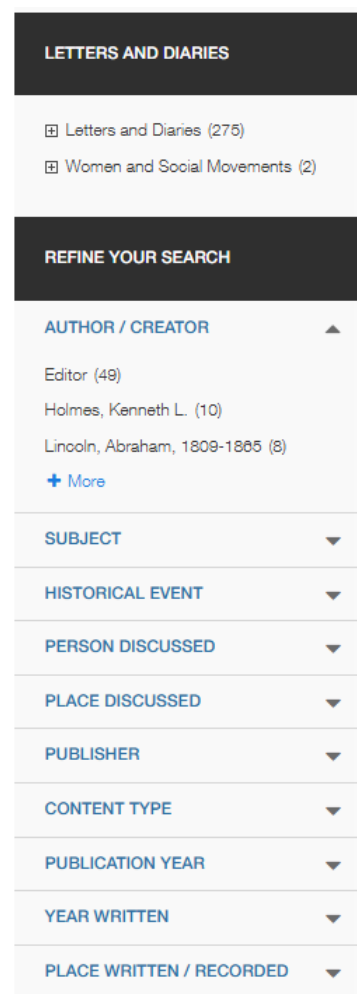 LETTERS AND DIARIES
Letters and Diaries (275)
Women and Social Movements (2)
REFINE YOUR SEARCH
AUTHOR / CREATOR
Editor (49)
Holmes, Kenneth L. (10)
Lincoln, Abraham, 1809-1865 (8)
+ More
SUBJECT
HISTORICAL EVENT
PERSON DISCUSSED
PLACE DISCUSSED
PUBLISHER
CONTENT TYPE
PUBLICATION YEAR
YEAR WRITTEN
PLACE WRITTEN / RECORDED